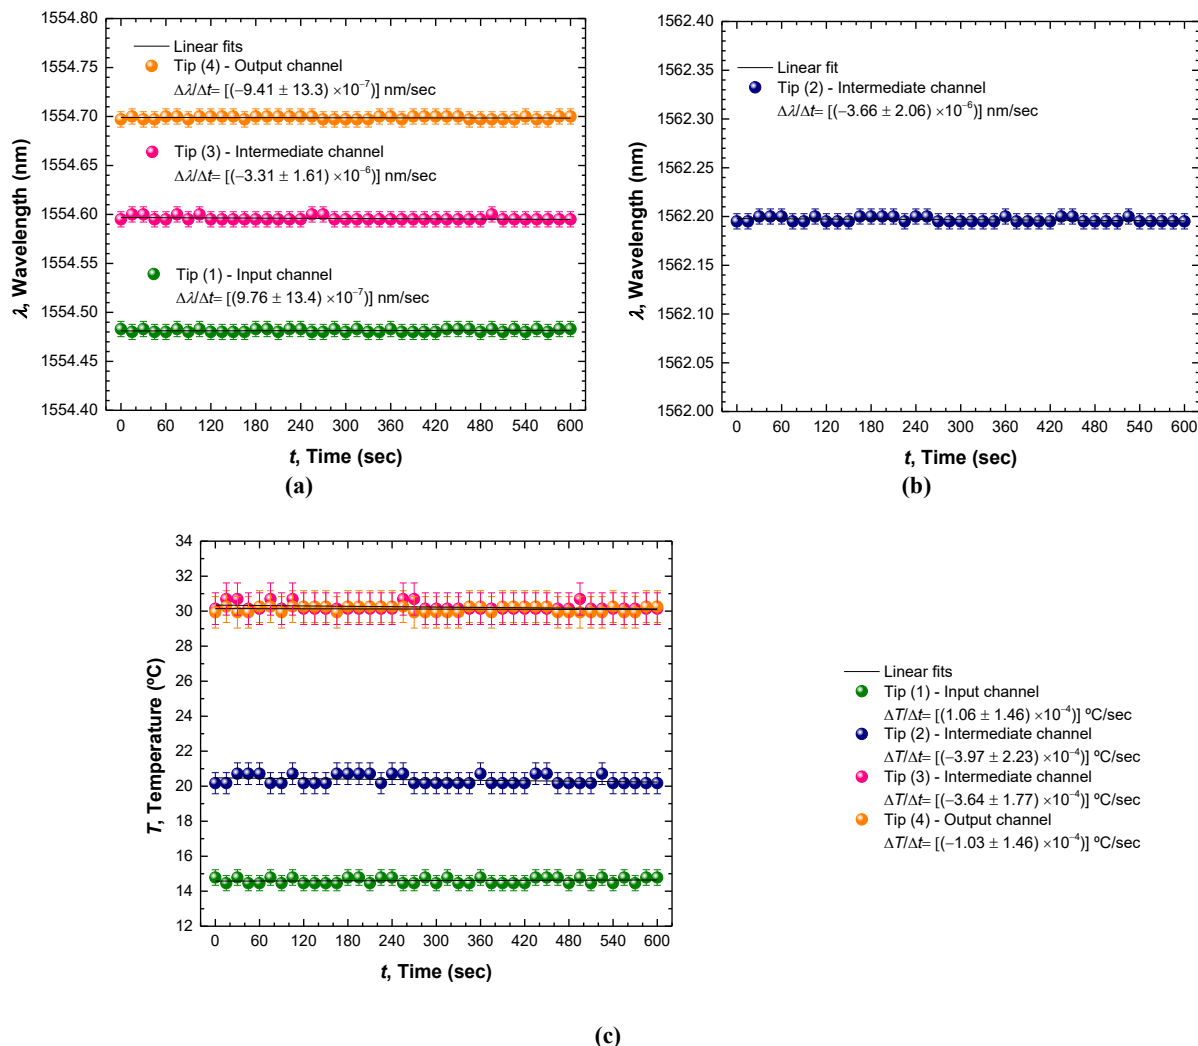 1554.80
1554.75
1554.70
1554.65
1554.60
1554.55
1554.50
1554.45
1554.40
λ, Wavelength (nm)
Linear fits
Tip (4) - Output channel
Δλ/Δt= [(−9.41 ± 13.3) ×10⁻⁷)] nm/sec
Tip (3) - Intermediate channel
Δλ/Δt= [(−3.31 ± 1.61) ×10⁻⁶)] nm/sec
Tip (1) - Input channel
Δλ/Δt= [(9.76 ± 13.4) ×10⁻⁷)] nm/sec
0 60 120 180 240 300 360 420 480 540 600
t, Time (sec)
(a)
1562.40
1562.35
1562.30
1562.25
1562.20
1562.15
1562.10
1562.05
1562.00
λ, Wavelength (nm)
Linear fit
Tip (2) - Intermediate channel
Δλ/Δt= [(−3.66 ± 2.06) ×10⁻⁶)] nm/sec
0 60 120 180 240 300 360 420 480 540 600
t, Time (sec)
(b)
34
32
30
28
26
24
22
20
18
16
14
12
T, Temperature (ºC)
0 60 120 180 240 300 360 420 480 540 600
t, Time (sec)
Linear fits
Tip (1) - Input channel
ΔT/Δt= [(1.06 ± 1.46) ×10⁻⁴)] ºC/sec
Tip (2) - Intermediate channel
ΔT/Δt= [(−3.97 ± 2.23) ×10⁻⁴)] ºC/sec
Tip (3) - Intermediate channel
ΔT/Δt= [(−3.64 ± 1.77) ×10⁻⁴)] ºC/sec
Tip (4) - Output channel
ΔT/Δt= [(−1.03 ± 1.46) ×10⁻⁴)] ºC/sec
(c)